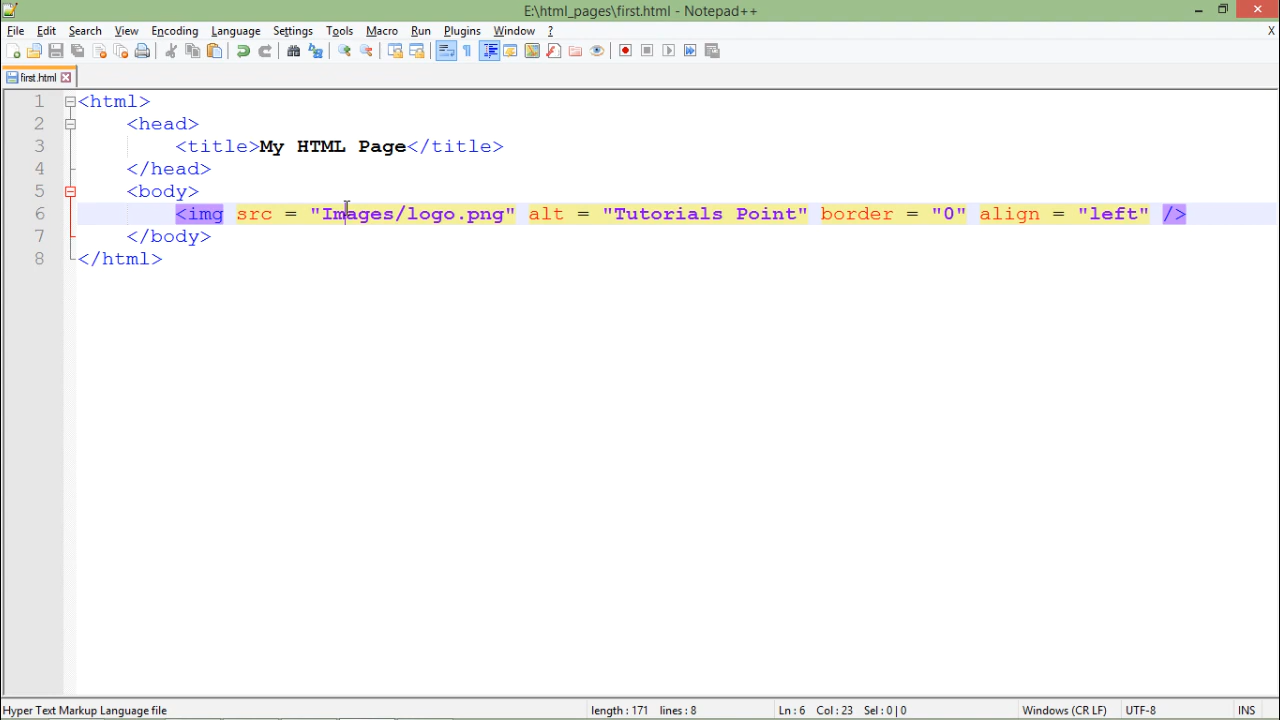 E:\html_pages\first.html - Notepad++
File Edit Search View Encoding Language Settings Tools Macro Run Plugins Window ? X
first.html
1 <html>
2 <head>
3 <title>My HTML Page</title>
4 </head>
5 <body>
6 <img src = "Images/logo.png" alt = "Tutorials Point" border = "0" align = "left" />
7 </body>
8 </html>
Hyper Text Markup Language file length : 171 lines : 8 Ln : 6 Col : 23 Sel : 0 | 0 Windows (CR LF) UTF-8 INS